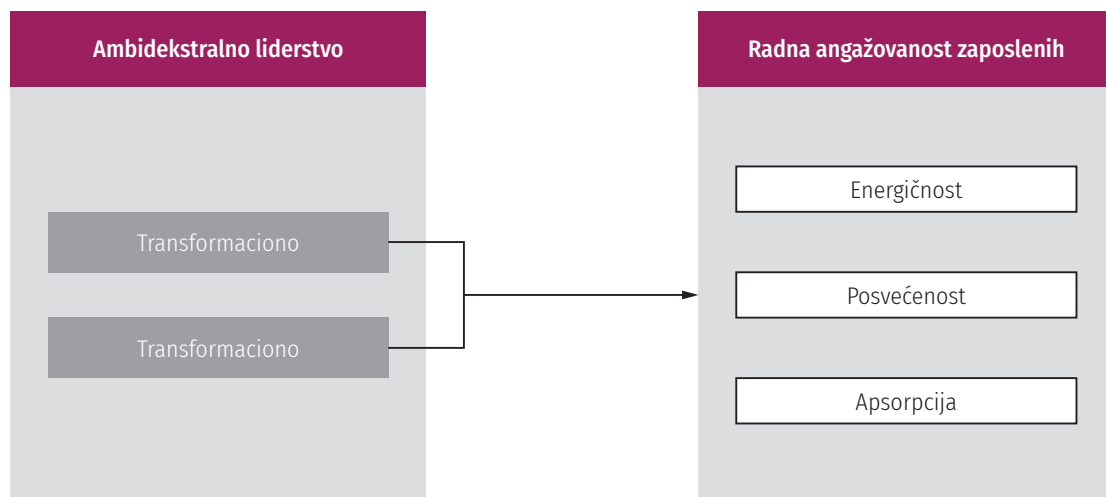 Ambidekstralno liderstvo
Transformaciono
Transformaciono
Radna angažovanost zaposlenih
Energičnost
Posvećenost
Apsorpcija